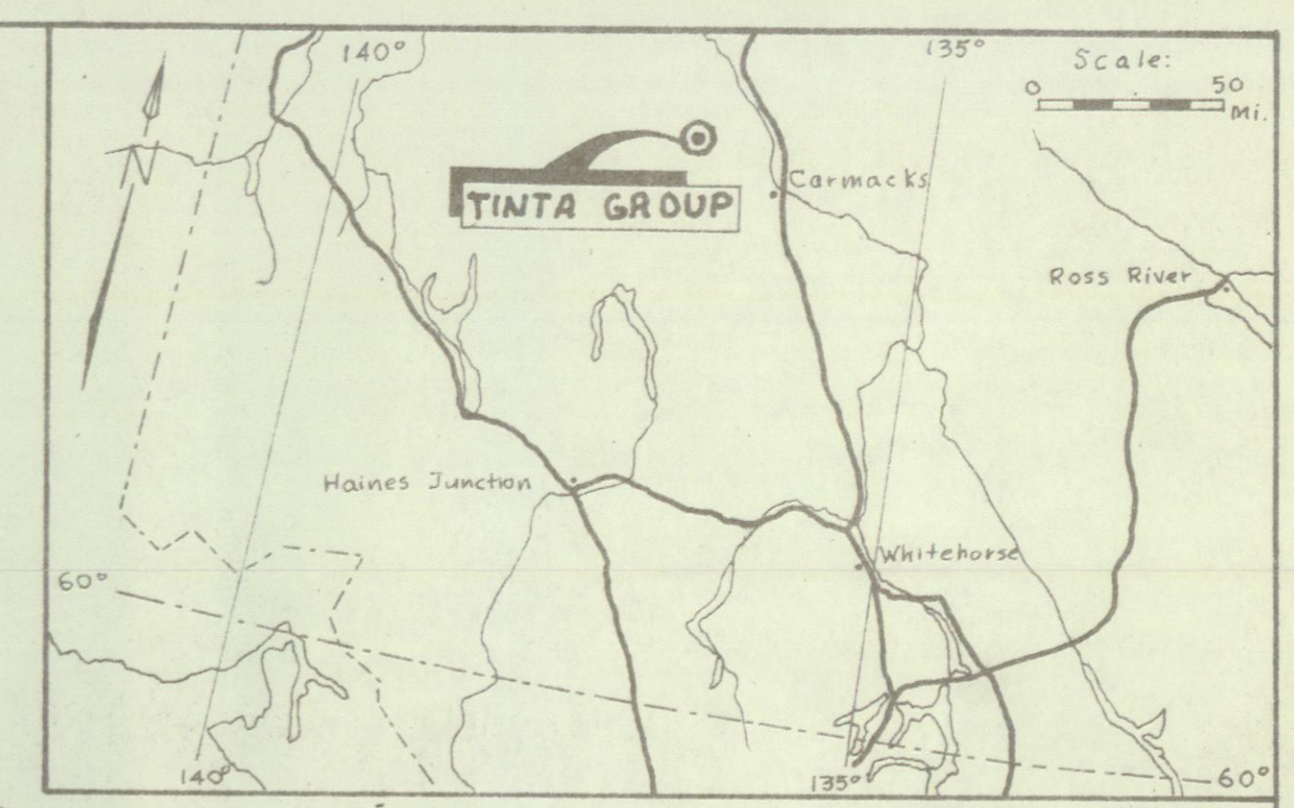 140°
135°
Scale:
0 50
Mi.
N
TINTA GROUP
Carmacks
Ross River
Haines Junction
Whitehorse
60°
140°
135°
60°